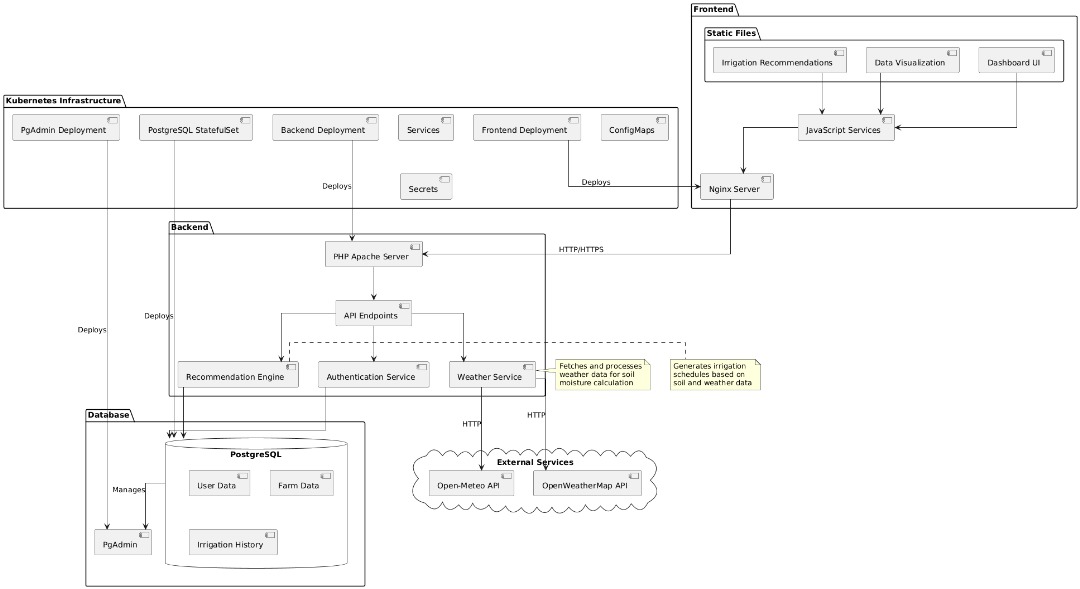 Frontend
Static Files
Irrigation Recommendations
Data Visualization
Dashboard UI
JavaScript Services
Nginx Server
Kubernetes Infrastructure
PgAdmin Deployment
PostgreSQL StatefulSet
Backend Deployment
Services
Frontend Deployment
ConfigMaps
Secrets
Deploys
Deploys
Backend
HTTP/HTTPS
PHP Apache Server
API Endpoints
Deploys
Deploys
Recommendation Engine
Authentication Service
Weather Service
Fetches and processes
weather data for soil
moisture calculation
Generates irrigation
schedules based on
soil and weather data
Database
HTTP
HTTP
PostgreSQL
User Data
Farm Data
Irrigation History
Manages
PgAdmin
External Services
Open-Meteo API
OpenWeatherMap API